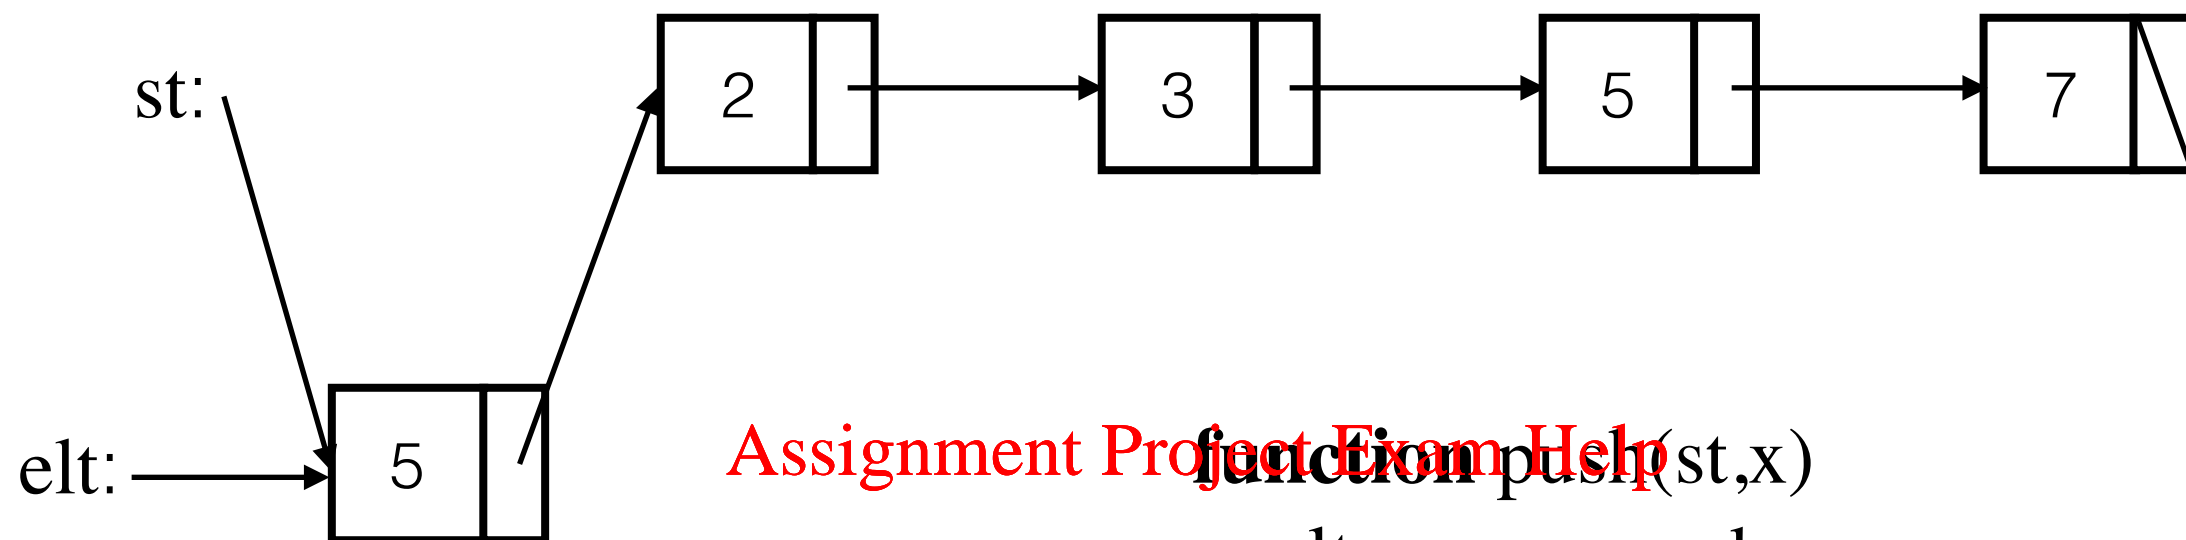 2 3 5 7
st:
elt:
5
Assignment Project Exam Help
function push(st,x)